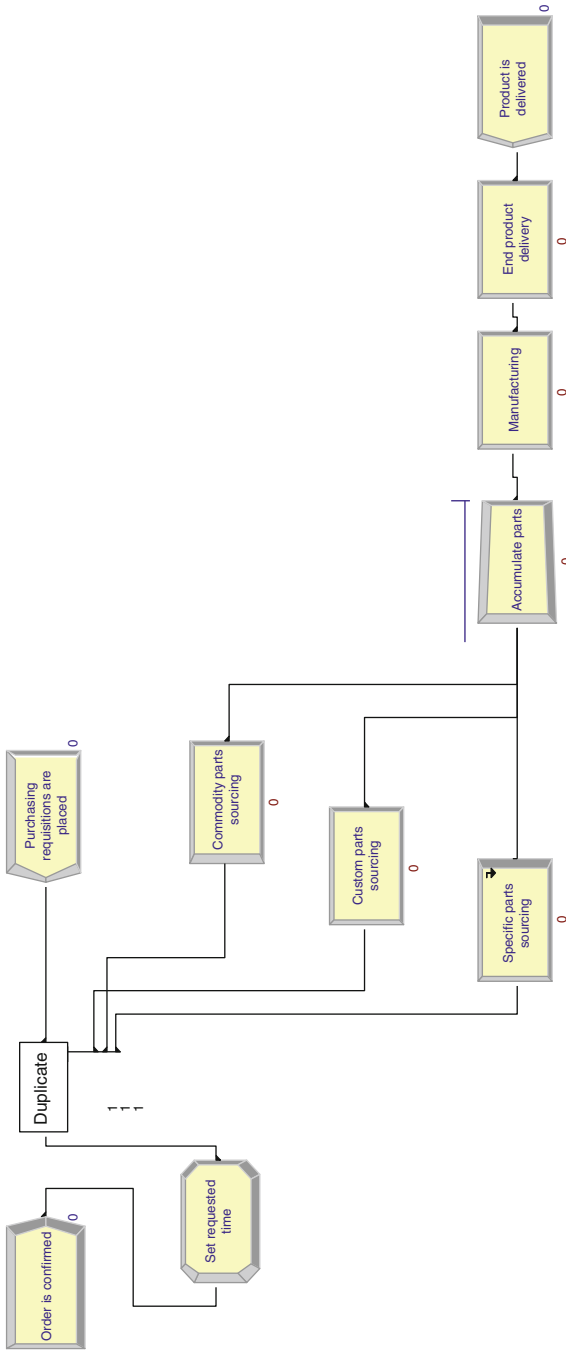 Order is confirmed
0
Duplicate
Purchasing
requisitions are
placed
0
1
1
1
Set requested
time
Commodity parts
sourcing
0
Custom parts
sourcing
0
Specific parts
sourcing
0
Accumulate parts
0
Manufacturing
0
End product
delivery
0
Product is
delivered
0